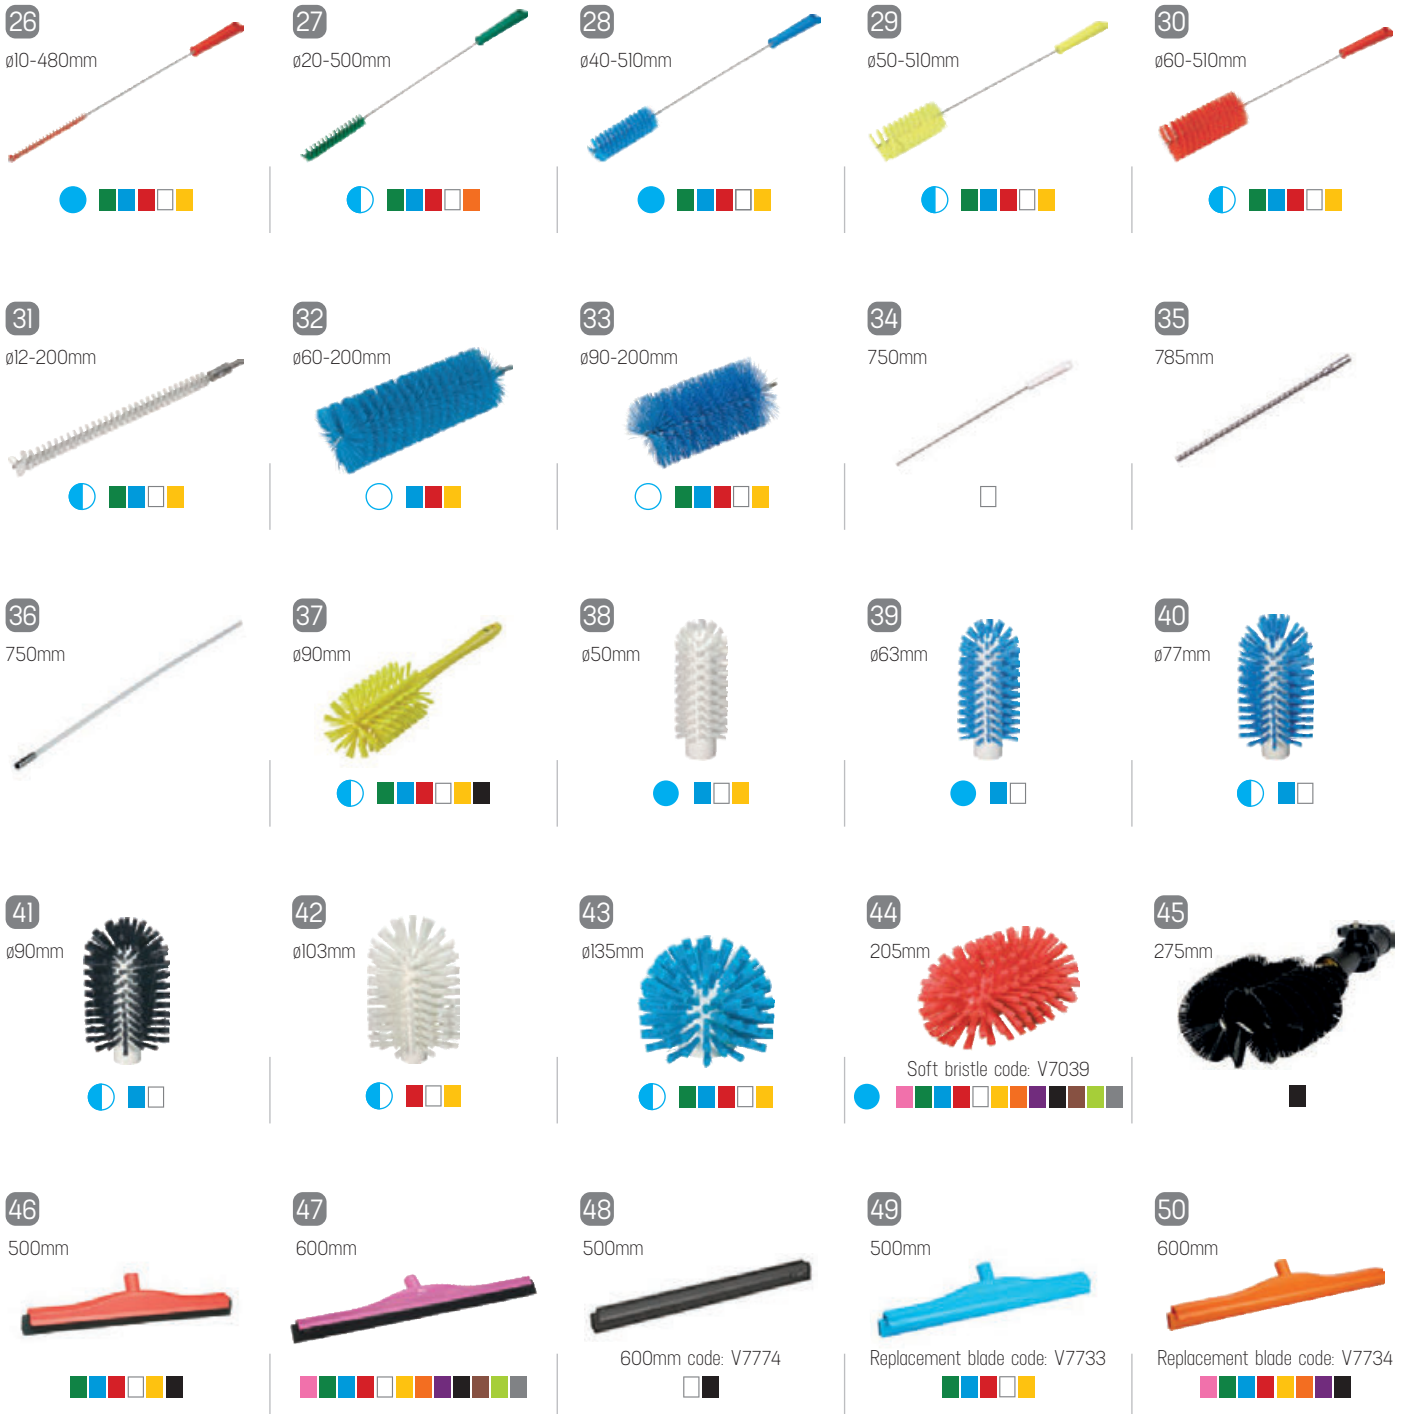 26
27
28
29
30
ø10-480mm
ø20-500mm
ø40-510mm
ø50-510mm
ø60-510mm
31
32
33
34
35
ø12-200mm
ø60-200mm
ø90-200mm
750mm
785mm
36
37
38
39
40
750mm
ø90mm
ø50mm
ø63mm
ø77mm
41
42
43
44
45
ø90mm
ø103mm
ø135mm
205mm
275mm
Soft bristle code: V7039
46
47
48
49
50
500mm
600mm
500mm
500mm
600mm
600mm code: V7774
Replacement blade code: V7733
Replacement blade code: V7734